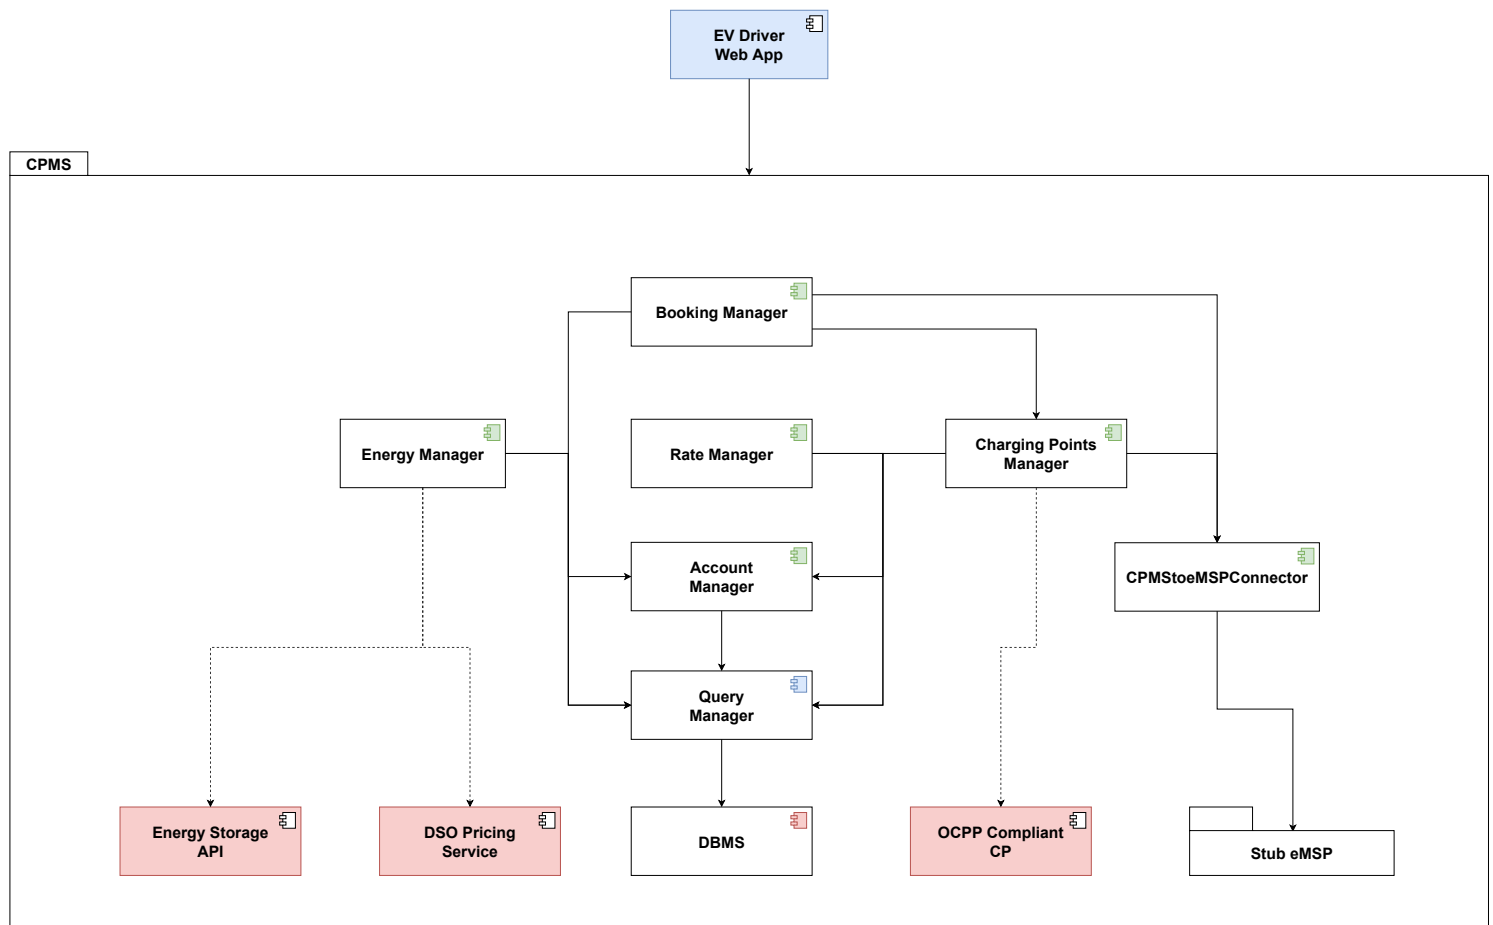 EV Driver
Web App
CPMS
Booking Manager
Energy Manager
Rate Manager
Charging Points
Manager
Account
Manager
CPMStoeMSPConnector
Query
Manager
Energy Storage
API
DSO Pricing
Service
DBMS
OCPP Compliant
CP
Stub eMSP